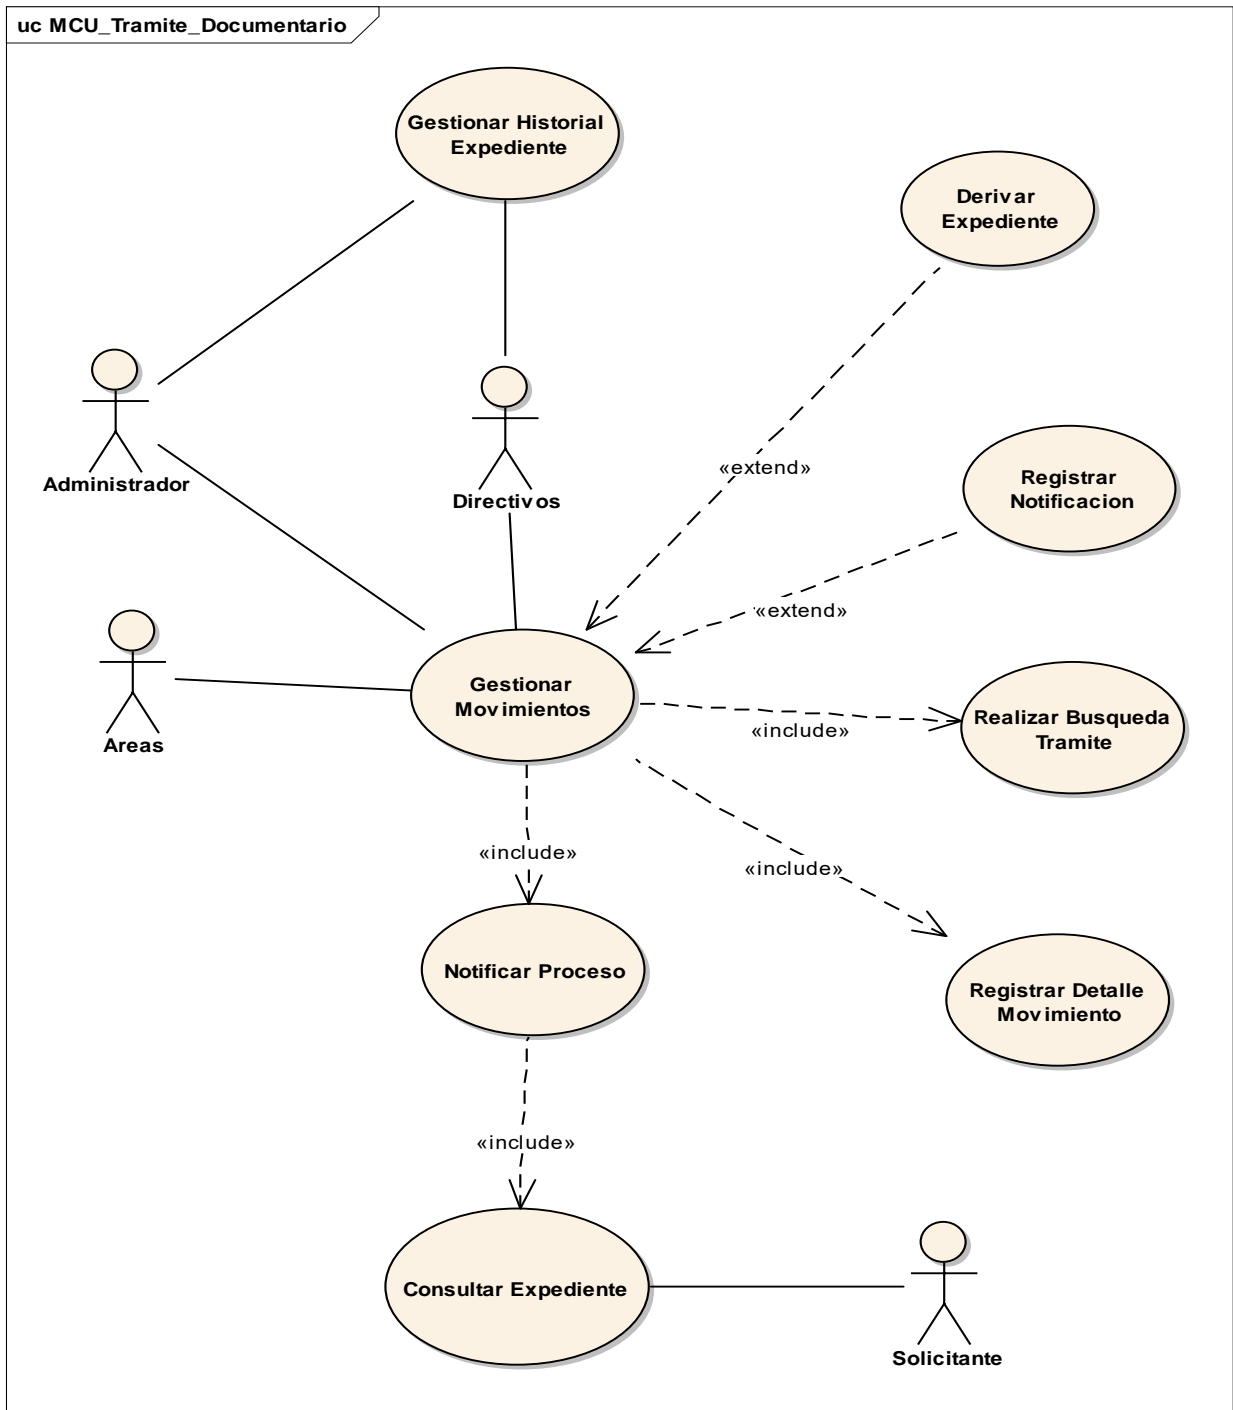 uc MCU_Tramite_Documentario
Gestionar Historial
Expediente
Derivar
Expediente
Administrador
Directivos
«extend»
Registrar
Notificacion
«extend»
Areas
Gestionar
Movimientos
Realizar Busqueda
Tramite
«include»
«include»
«include»
Notificar Proceso
Registrar Detalle
Movimiento
«include»
Consultar Expediente
Solicitante